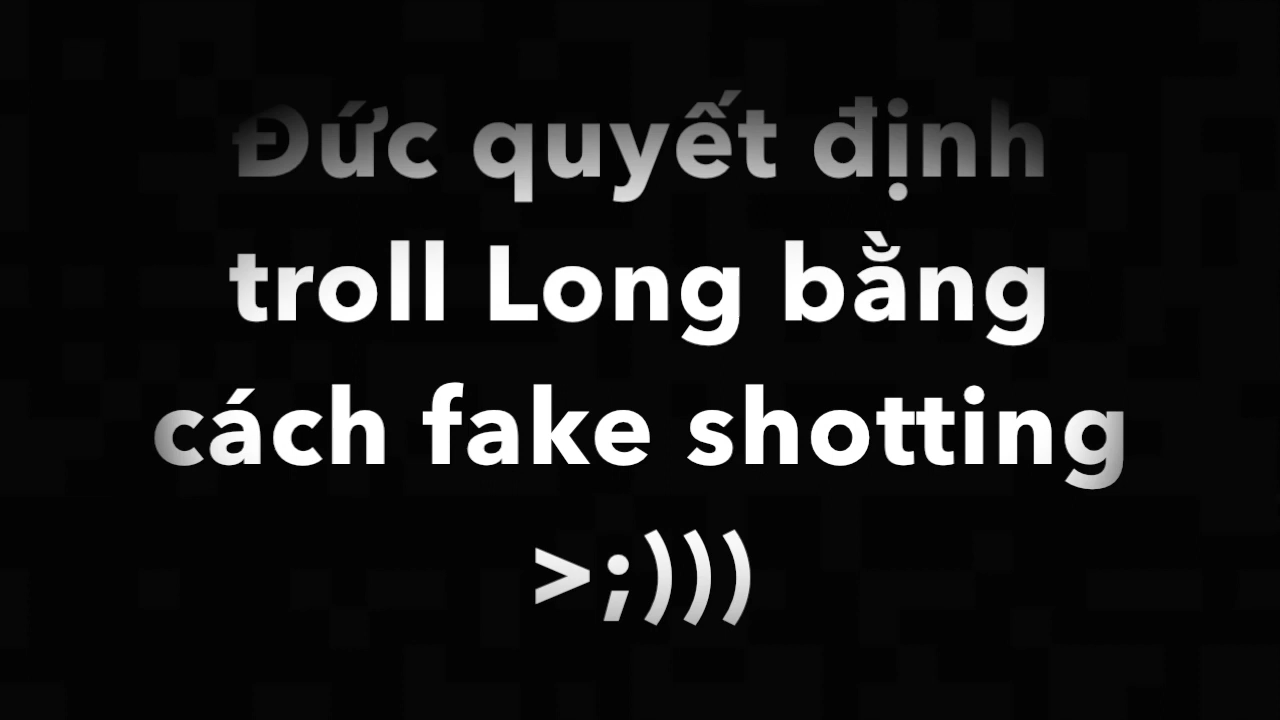 Đức quyết định
troll Long bằng
cách fake shotting
>;)))